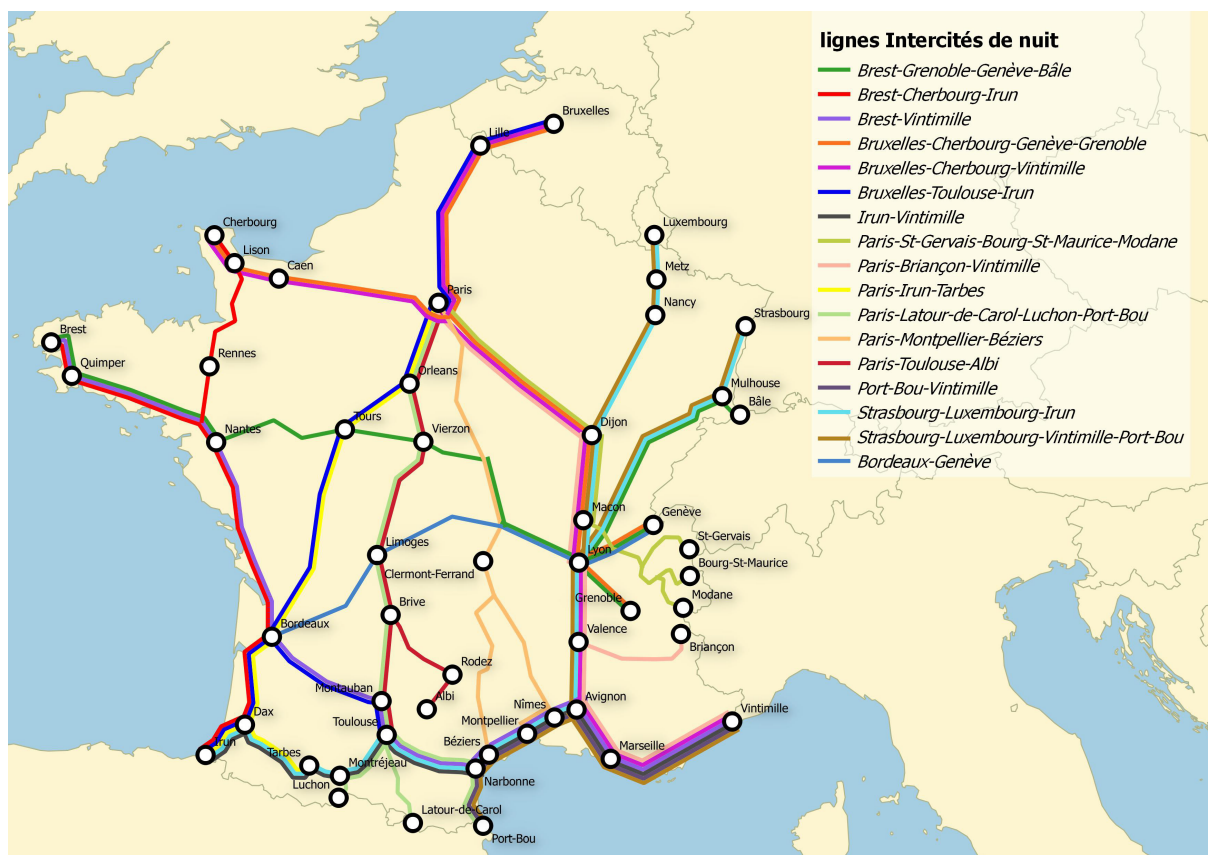 lignes Intercités de nuit
Brest-Grenoble-Genève-Bâle
Brest-Cherbourg-Irun
Brest-Vintimille
Bruxelles-Cherbourg-Genève-Grenoble
Bruxelles-Cherbourg-Vintimille
Bruxelles-Toulouse-Irun
Irun-Vintimille
Paris-St-Gervais-Bourg-St-Maurice-Modane
Paris-Briançon-Vintimille
Paris-Irun-Tarbes
Paris-Latour-de-Carol-Luchon-Port-Bou
Paris-Montpellier-Béziers
Paris-Toulouse-Albi
Port-Bou-Vintimille
Strasbourg-Luxembourg-Irun
Strasbourg-Luxembourg-Vintimille-Port-Bou
Bordeaux-Genève
Bruxelles
Lille
Cherbourg
Luxembourg
Lison
Caen
Metz
Paris
Nancy
Strasbourg
Brest
Rennes
Quimper
Orleans
Mulhouse
Bâle
Nantes
Tours
Vierzon
Dijon
Macon
Genève
St-Gervais
Limoges
Lyon
Bourg-St-Maurice
Clermont-Ferrand
Grenoble
Modane
Brive
Bordeaux
Valence
Briançon
Rodez
Montauban
Albi
Avignon
Nîmes
Vintimille
Dax
Toulouse
Montpellier
Béziers
Irun
Tarbes
Montréjeau
Marseille
Luchon
Narbonne
Latour-de-Carol
Port-Bou